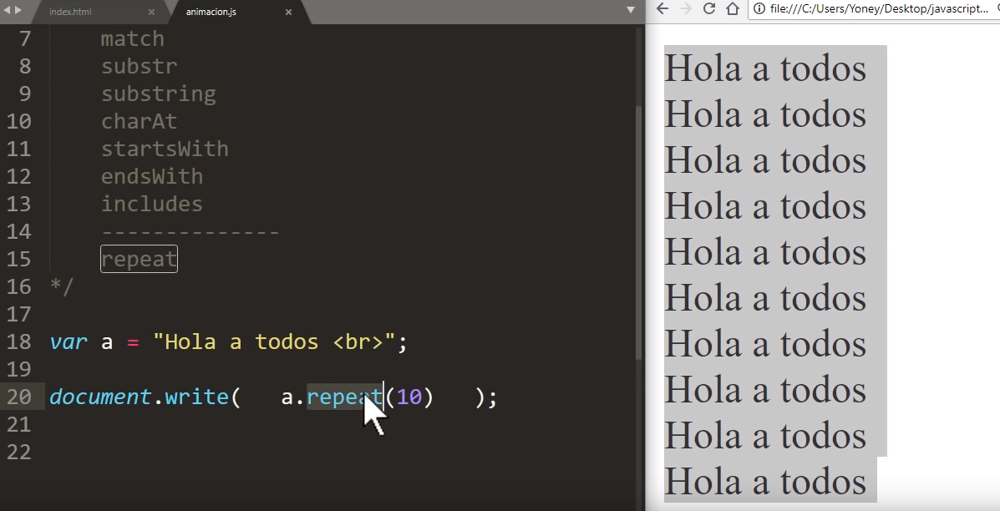 index.html × animacion.js ×
file:///C:/Users/Yoney/Desktop/javascript...
7 match
8 substr
9 substring
10 charAt
11 startsWith
12 endsWith
13 includes
14 --------------
15 repeat
16 */
17
18 var a = "Hola a todos <br>";
19
20 document.write( a.repeat(10) );
21
22
Hola a todos
Hola a todos
Hola a todos
Hola a todos
Hola a todos
Hola a todos
Hola a todos
Hola a todos
Hola a todos
Hola a todos